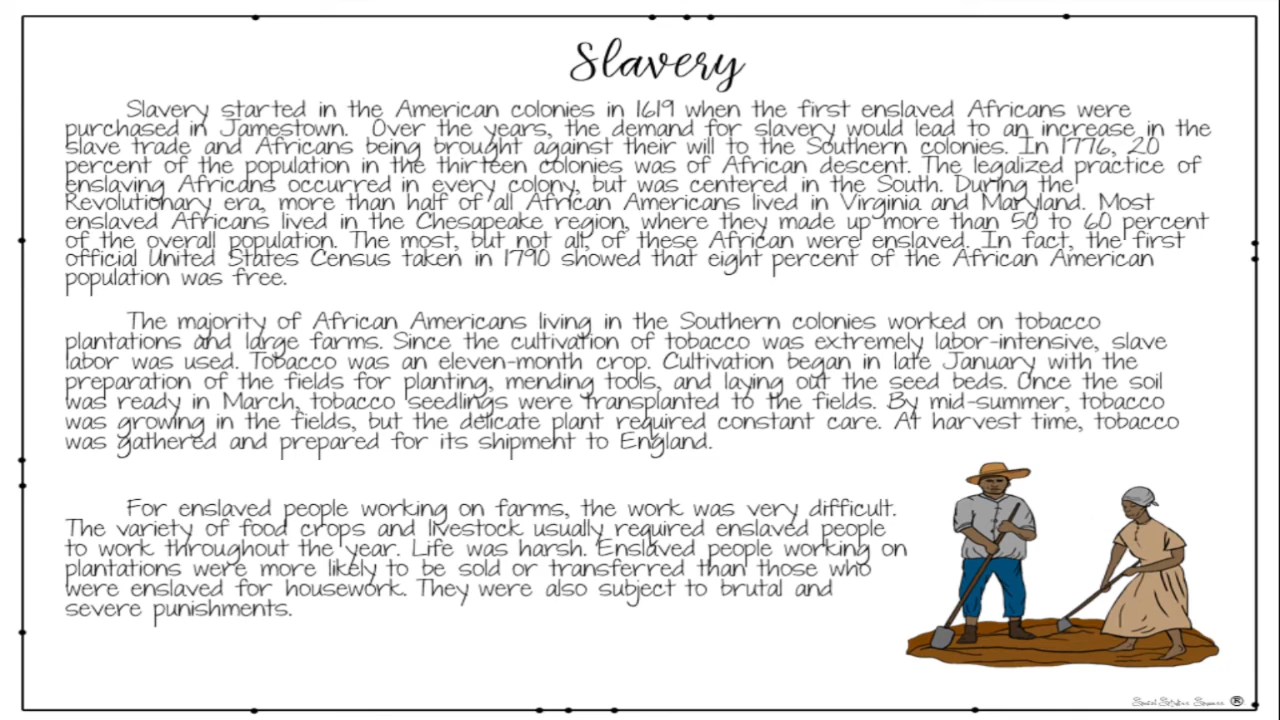 Slavery
Slavery started in the American colonies in 1619 when the first enslaved Africans were
purchased in Jamestown. Over the years, the demand for slavery would lead to an increase in the
slave trade and Africans being brought against their will to the Southern colonies. In 1776, 20
percent of the population in the thirteen colonies was of African descent. The legalized practice of
enslaving Africans occurred in every colony, but was centered in the South. During the
Revolutionary era, more than half of all African Americans lived in Virginia and Maryland. Most
enslaved Africans lived in the Chesapeake region, where they made up more than 50 to 60 percent
of the overall population. The most, but not all, of these African were enslaved. In fact, the first
official United States Census taken in 1790 showed that eight percent of the African American
population was free.
The majority of African Americans living in the Southern colonies worked on tobacco
plantations and large farms. Since the cultivation of tobacco was extremely labor-intensive, slave
labor was used. Tobacco was an eleven-month crop. Cultivation began in late January with the
preparation of the fields for planting, mending tools, and laying out the seed beds. Once the soil
was ready in March, tobacco seedlings were transplanted to the fields. By mid-summer, tobacco
was growing in the fields, but the delicate plant required constant care. At harvest time, tobacco
was gathered and prepared for its shipment to England.
For enslaved people working on farms, the work was very difficult.
The variety of food crops and livestock usually required enslaved people
to work throughout the year. Life was harsh. Enslaved people working on
plantations were more likely to be sold or transferred than those who
were enslaved for housework. They were also subject to brutal and
severe punishments.
®